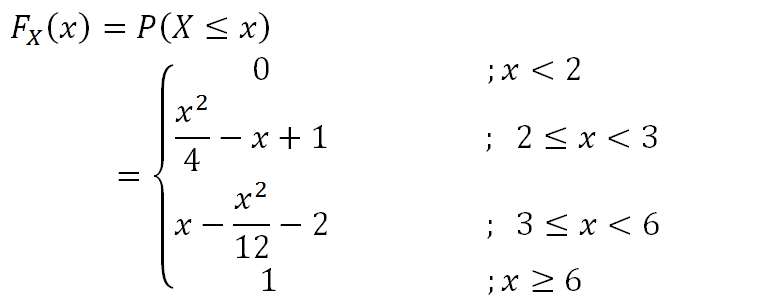 F_X(x) = P(X ≤ x)
0 ; x < 2
x²/4 − x + 1 ; 2 ≤ x < 3
=
x − x²/12 − 2 ; 3 ≤ x < 6
1 ; x ≥ 6